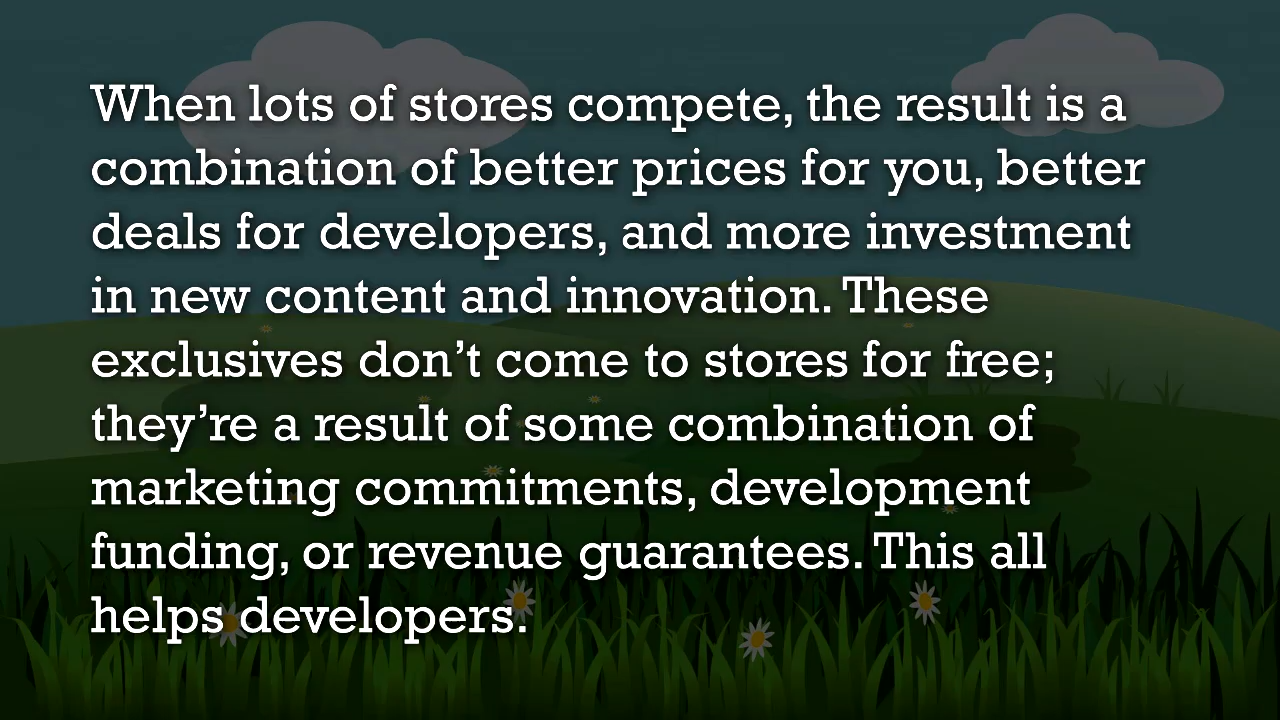 When lots of stores compete, the result is a
combination of better prices for you, better
deals for developers, and more investment
in new content and innovation. These
exclusives don’t come to stores for free;
they’re a result of some combination of
marketing commitments, development
funding, or revenue guarantees. This all
helps developers.